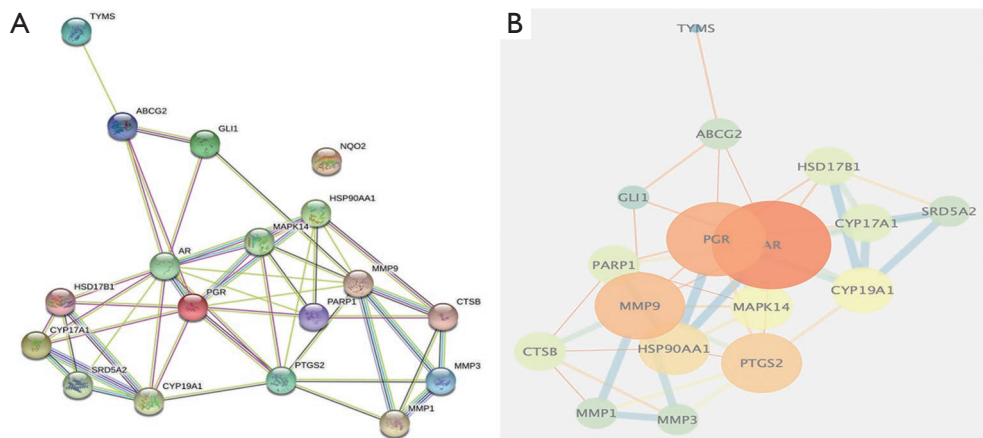 A
TYMS
ABCG2
GLI1
NQO2
HSP90AA1
MAPK14
AR
MMP9
HSD17B1
PGR
PARP1
CTSB
CYP17A1
SRD5A2
PTGS2
MMP3
CYP19A1
MMP1
B
TYMS
ABCG2
HSD17B1
GLI1
SRD5A2
CYP17A1
PGR
AR
PARP1
CYP19A1
MMP9
MAPK14
CTSB
HSP90AA1
PTGS2
MMP1
MMP3